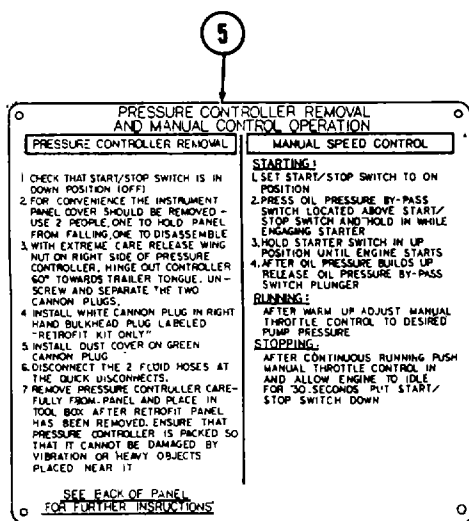 5
PRESSURE CONTROLLER REMOVAL
AND MANUAL CONTROL OPERATION
PRESSURE CONTROLLER REMOVAL
1 CHECK THAT START/STOP SWITCH IS IN
DOWN POSITION (OFF)
2. FOR CONVENIENCE THE INSTRUMENT
PANEL COVER SHOULD BE REMOVED -
USE 2 PEOPLE, ONE TO HOLD PANEL
FROM FALLING, ONE TO DISASSEMBLE
3. WITH EXTREME CARE RELEASE WING
NUT ON RIGHT SIDE OF PRESSURE
CONTROLLER, HINGE OUT CONTROLLER
60° TOWARDS TRAILER TONGUE. UN-
SCREW AND SEPARATE THE TWO
CANNON PLUGS.
4 INSTALL WHITE CANNON PLUG IN RIGHT
HAND BULKHEAD PLUG LABELED
"RETROFIT KIT ONLY"
5 INSTALL DUST COVER ON GREEN
CANNON PLUG
6. DISCONNECT THE 2 FLUID HOSES AT
THE QUICK DISCONNECTS.
7 REMOVE PRESSURE CONTROLLER CARE-
FULLY FROM PANEL AND PLACE IN
TOOL BOX AFTER RETROFIT PANEL
HAS BEEN REMOVED. ENSURE THAT
PRESSURE CONTROLLER IS PACKED SO
THAT IT CANNOT BE DAMAGED BY
VIBRATION OR HEAVY OBJECTS
PLACED NEAR IT
SEE BACK OF PANEL
FOR FURTHER INSRUCTIONS
MANUAL SPEED CONTROL
STARTING:
1. SET START/STOP SWITCH TO ON
POSITION
2. PRESS OIL PRESSURE BY-PASS
SWITCH LOCATED ABOVE START/
STOP SWITCH AND HOLD IN WHILE
ENGAGING STARTER
3. HOLD STARTER SWITCH IN UP
POSITION UNTIL ENGINE STARTS
4. AFTER OIL PRESSURE BUILDS UP
RELEASE OIL PRESSURE BY-PASS
SWITCH PLUNGER
RUNNING:
AFTER WARM UP ADJUST MANUAL
THROTTLE CONTROL TO DESIRED
PUMP PRESSURE
STOPPING:
AFTER CONTINUOUS RUNNING PUSH
MANUAL THROTTLE CONTROL IN
AND ALLOW ENGINE TO IDLE
FOR 30 SECONDS PUT START/
STOP SWITCH DOWN